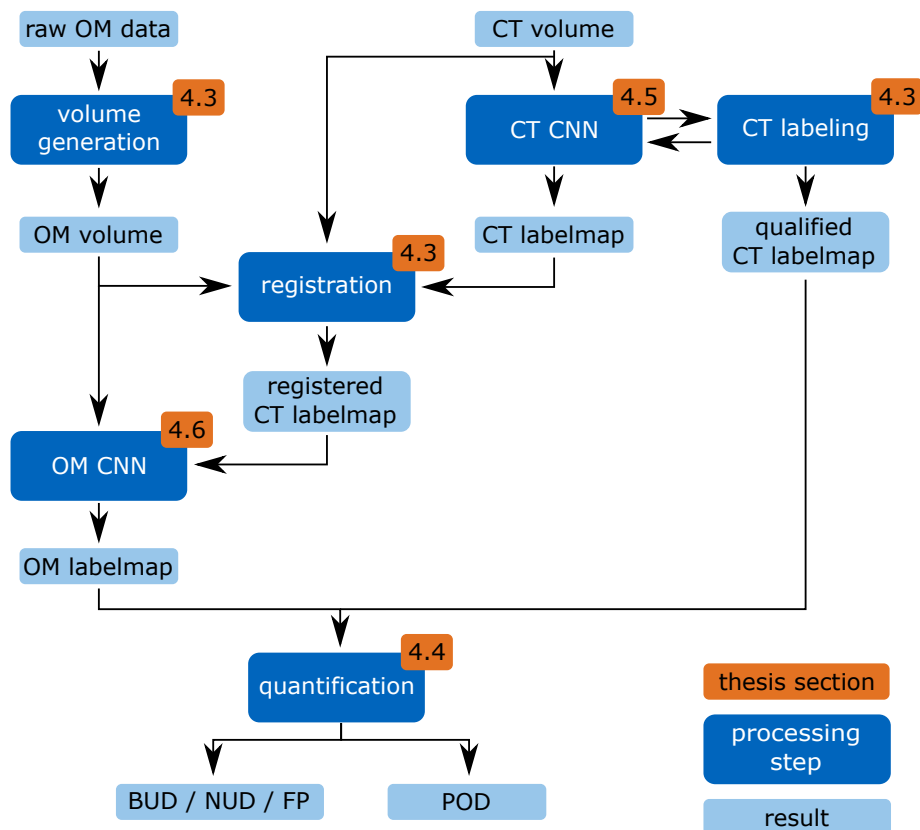 raw OM data
CT volume
4.3
volume
generation
4.5
CT CNN
4.3
CT labeling
OM volume
CT labelmap
qualified
CT labelmap
4.3
registration
registered
CT labelmap
4.6
OM CNN
OM labelmap
4.4
quantification
thesis section
processing
step
BUD / NUD / FP
POD
result